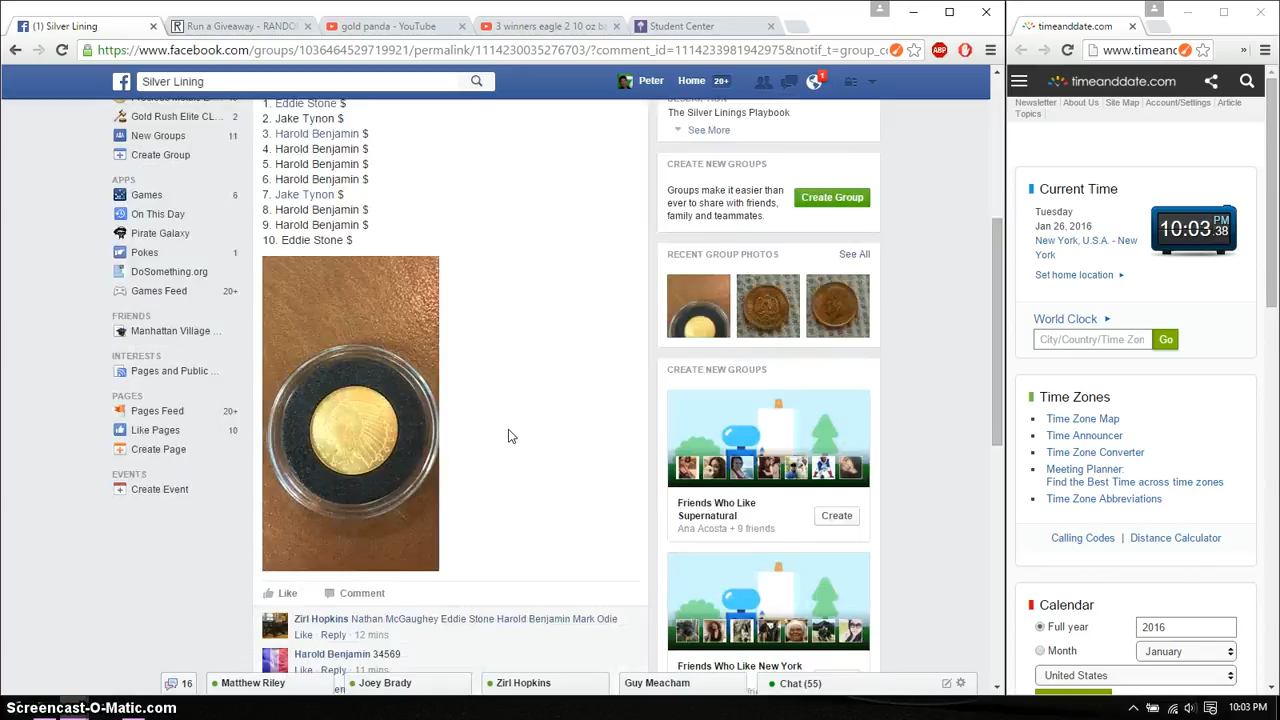 (1) Silver Lining
Run a Giveaway - RANDO
gold panda - YouTube
3 winners eagle 2 10 oz ba
Student Center
timeanddate.com
https://www.facebook.com/groups/1036464529719921/permalink/1114230035276703/?comment_id=1114233981942975&notif_t=group_c
ABP
www.timeand
Silver Lining
Peter
Home 20+
1
timeanddate.com
Newsletter About Us Site Map Account/Settings Article
Topics
Gold Rush Elite CL... 2
New Groups 11
Create Group
APPS
Games 6
On This Day
Pirate Galaxy
Pokes 1
DoSomething.org
Games Feed 20+
FRIENDS
Manhattan Village ...
INTERESTS
Pages and Public ...
PAGES
Pages Feed 20+
Like Pages 10
Create Page
EVENTS
Create Event
1. Eddie Stone $
2. Jake Tynon $
3. Harold Benjamin $
4. Harold Benjamin $
5. Harold Benjamin $
6. Harold Benjamin $
7. Jake Tynon $
8. Harold Benjamin $
9. Harold Benjamin $
10. Eddie Stone $
Like Comment
Zirl Hopkins Nathan McGaughey Eddie Stone Harold Benjamin Mark Odie
Like · Reply · 12 mins
Harold Benjamin 34569
Like · Reply · 11 mins
The Silver Linings Playbook
See More
CREATE NEW GROUPS
Groups make it easier than
ever to share with friends,
family and teammates.
Create Group
RECENT GROUP PHOTOS See All
CREATE NEW GROUPS
Friends Who Like
Supernatural
Ana Acosta + 9 friends
Create
Friends Who Like New York
Current Time
Tuesday
Jan 26, 2016
New York, U.S.A. - New
York
Set home location
10:03 PM 38
World Clock
City/Country/Time Zon
Go
Time Zones
Time Zone Map
Time Announcer
Time Zone Converter
Meeting Planner:
Find the Best Time across time zones
Time Zone Abbreviations
Calling Codes | Distance Calculator
Calendar
Full year 2016
Month January
United States
16
Matthew Riley
Joey Brady
Zirl Hopkins
Guy Meacham
Chat (55)
Screencast-O-Matic.com
10:03 PM